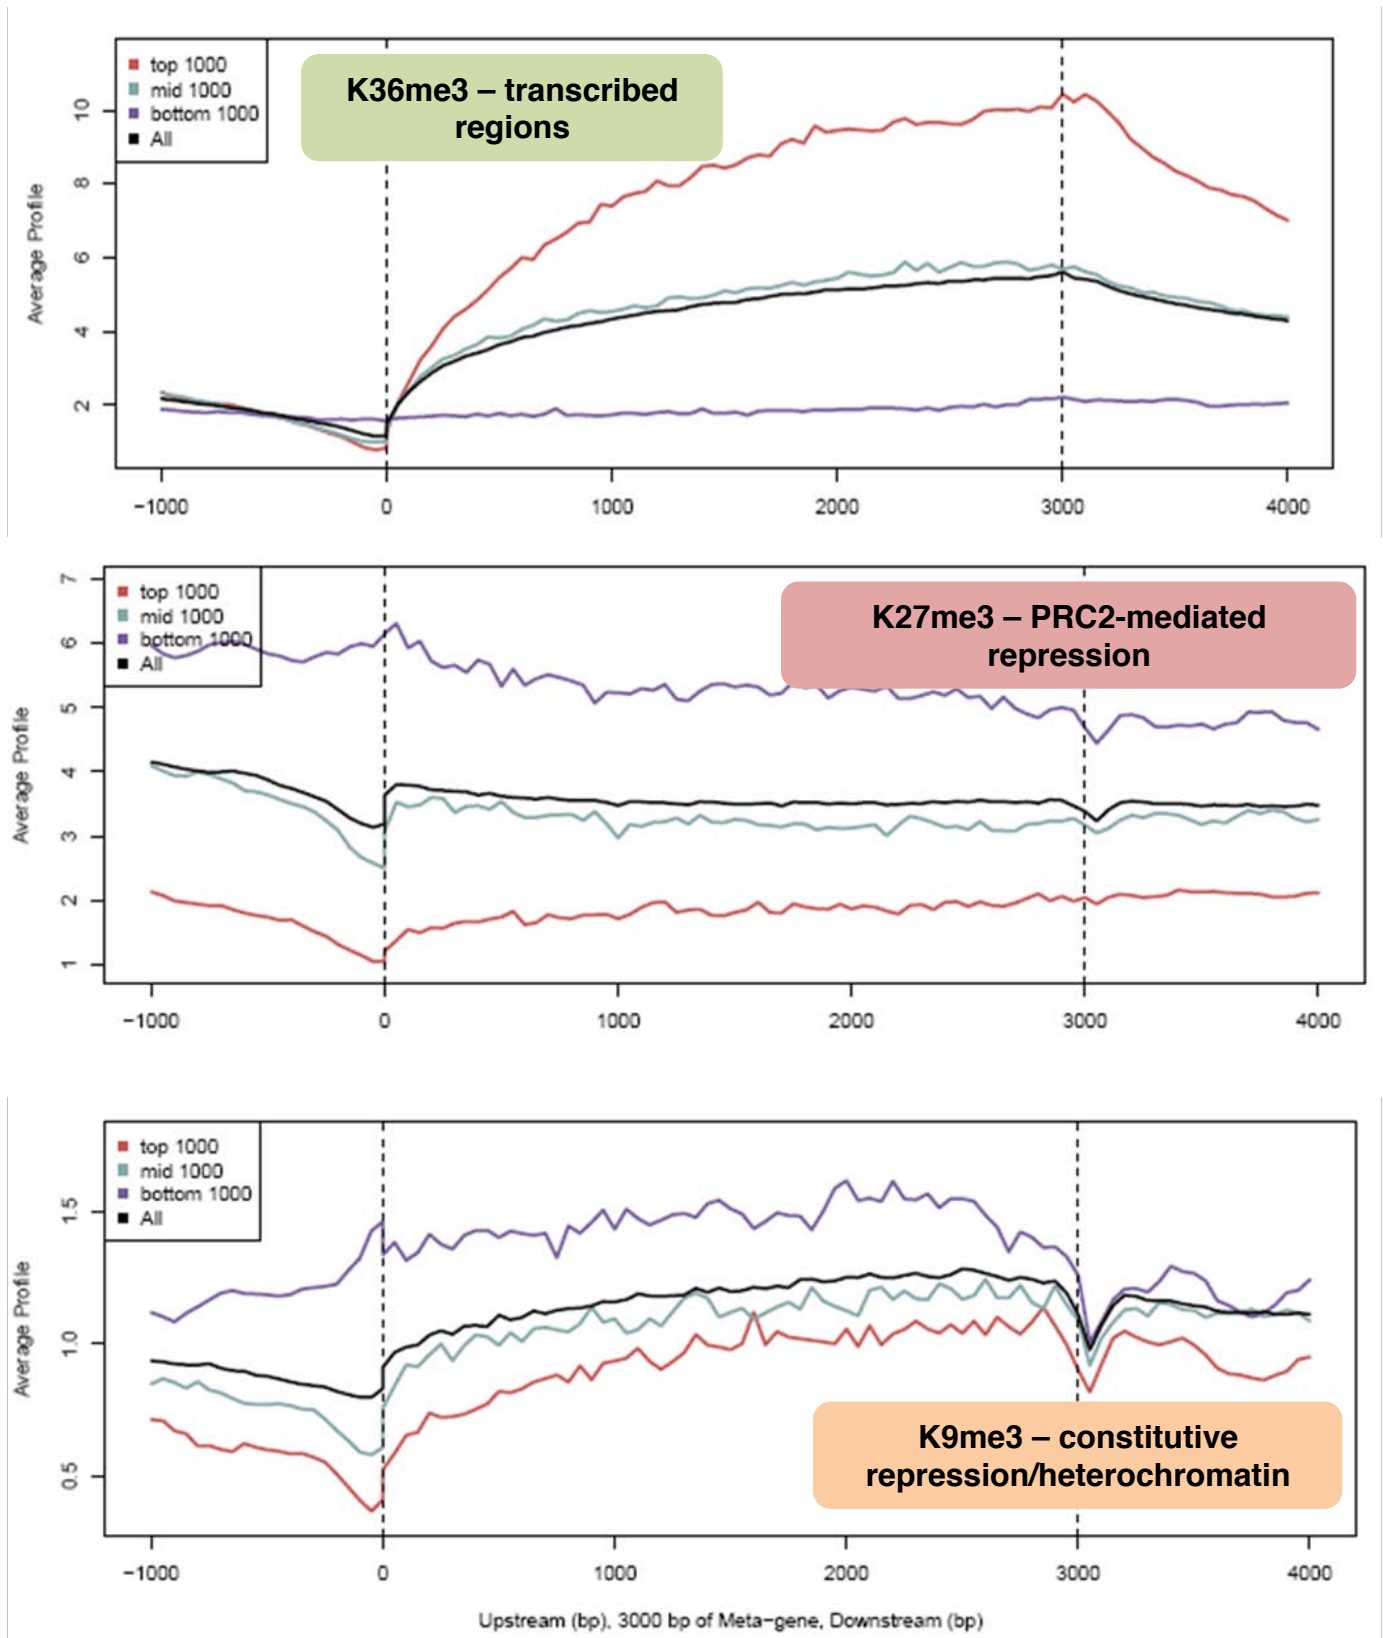 top 1000
mid 1000
bottom 1000
All
K36me3 – transcribed
regions
Average Profile
10
8
6
4
2
−1000
0
1000
2000
3000
4000
top 1000
mid 1000
bottom 1000
All
K27me3 – PRC2-mediated
repression
Average Profile
7
6
5
4
3
2
1
−1000
0
1000
2000
3000
4000
top 1000
mid 1000
bottom 1000
All
K9me3 – constitutive
repression/heterochromatin
Average Profile
1.5
1.0
0.5
−1000
0
1000
2000
3000
4000
Upstream (bp), 3000 bp of Meta−gene, Downstream (bp)